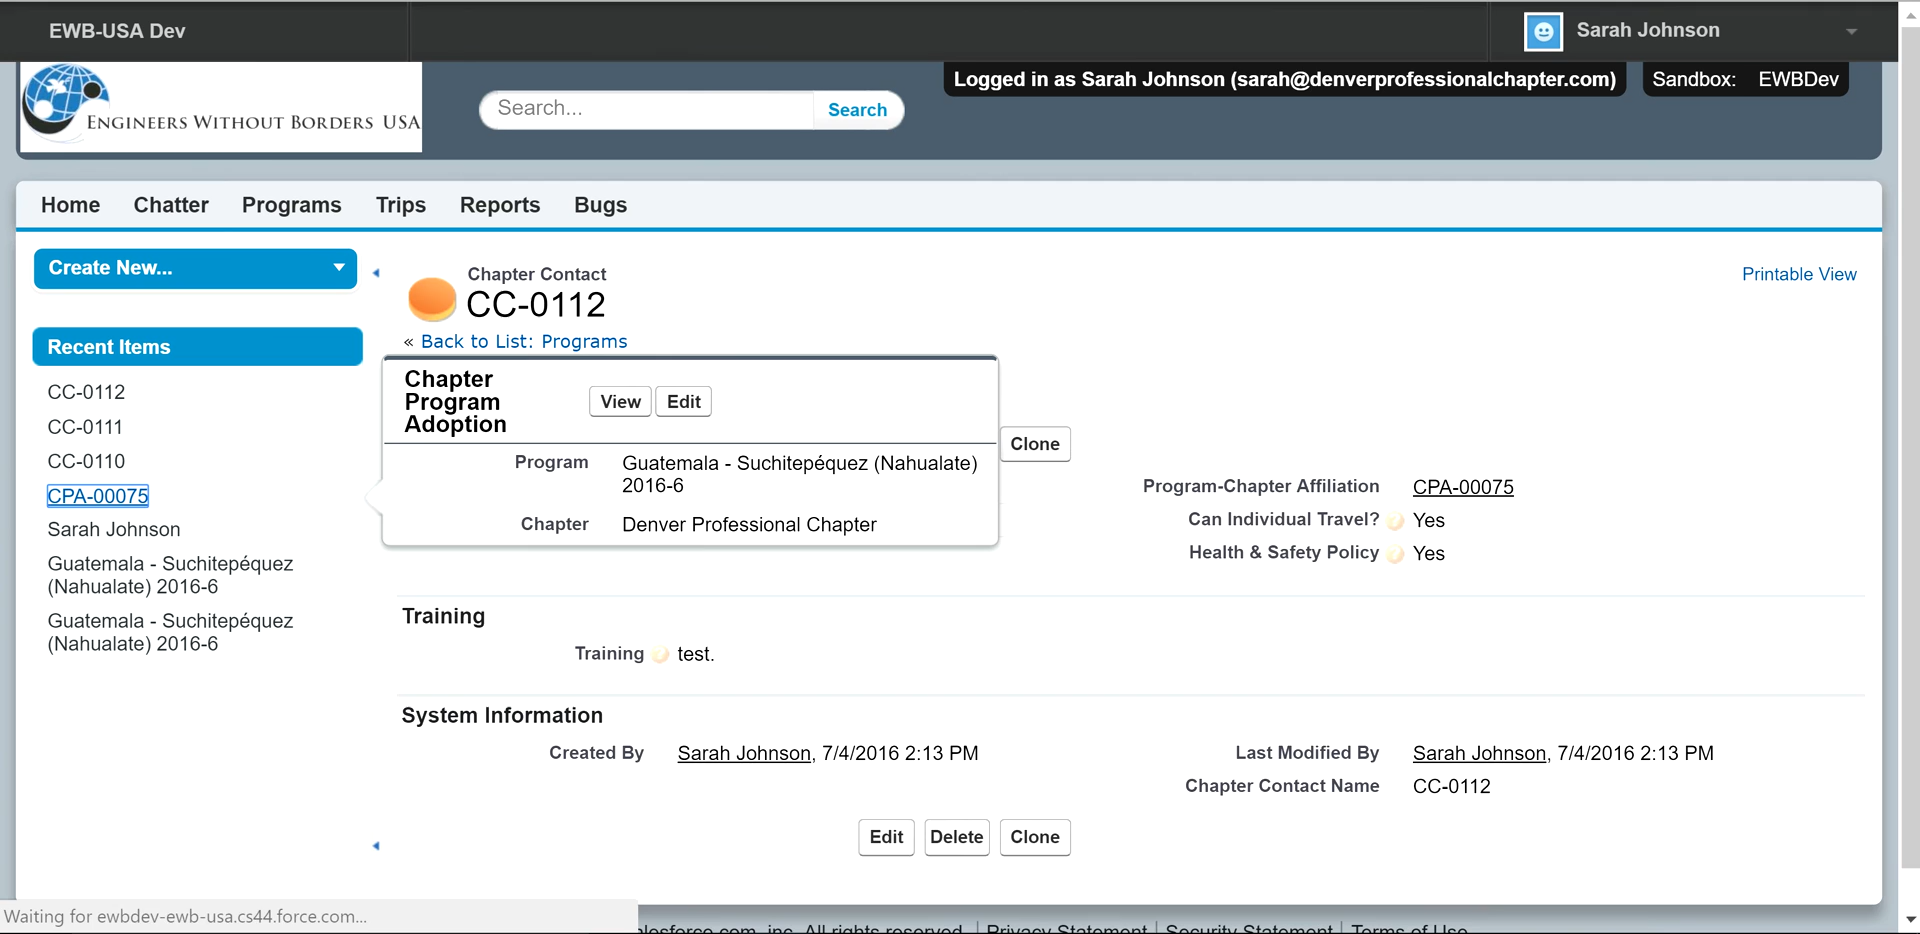 EWB-USA Dev
Sarah Johnson
Logged in as Sarah Johnson (sarah@denverprofessionalchapter.com)
Sandbox: EWBDev
ENGINEERS WITHOUT BORDERS USA
Search...
Search
Home Chatter Programs Trips Reports Bugs
Create New...
Recent Items
CC-0112
CC-0111
CC-0110
CPA-00075
Sarah Johnson
Guatemala - Suchitepéquez
(Nahualate) 2016-6
Guatemala - Suchitepéquez
(Nahualate) 2016-6
Chapter Contact
CC-0112
Printable View
« Back to List: Programs
Chapter
Program
Adoption
View Edit
Program Guatemala - Suchitepéquez (Nahualate)
2016-6
Chapter Denver Professional Chapter
Clone
Program-Chapter Affiliation CPA-00075
Can Individual Travel? Yes
Health & Safety Policy Yes
Training
Training test.
System Information
Created By Sarah Johnson, 7/4/2016 2:13 PM
Last Modified By Sarah Johnson, 7/4/2016 2:13 PM
Chapter Contact Name CC-0112
Edit Delete Clone
Waiting for ewbdev-ewb-usa.cs44.force.com...
lesforce.com, inc. All rights reserved. | Privacy Statement | Security Statement | Terms of Use